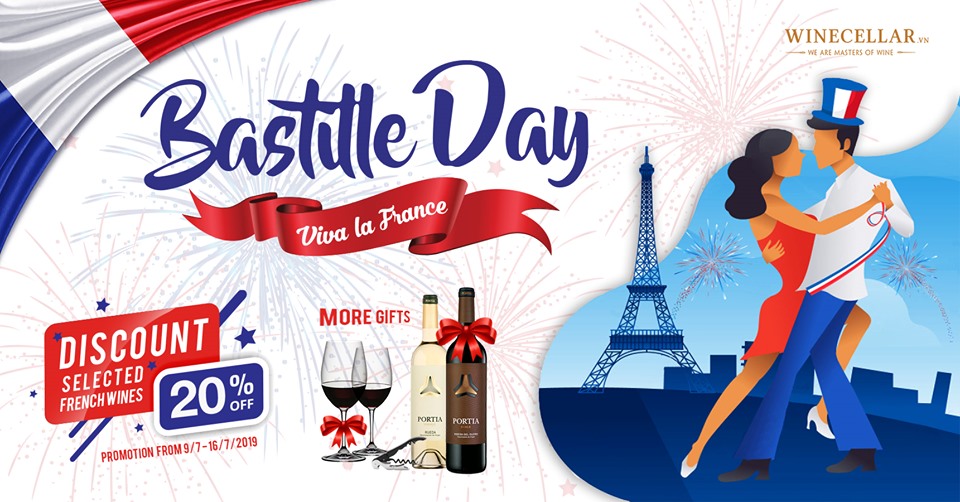 WINECELLAR.VN
WE ARE MASTERS OF WINE
Bastille Day
Viva la France
DISCOUNT
SELECTED
FRENCH WINES
20% OFF
PROMOTION FROM 9/7-16/7/2019
MORE GIFTS
PORTIA
RUEDA
PORTIA